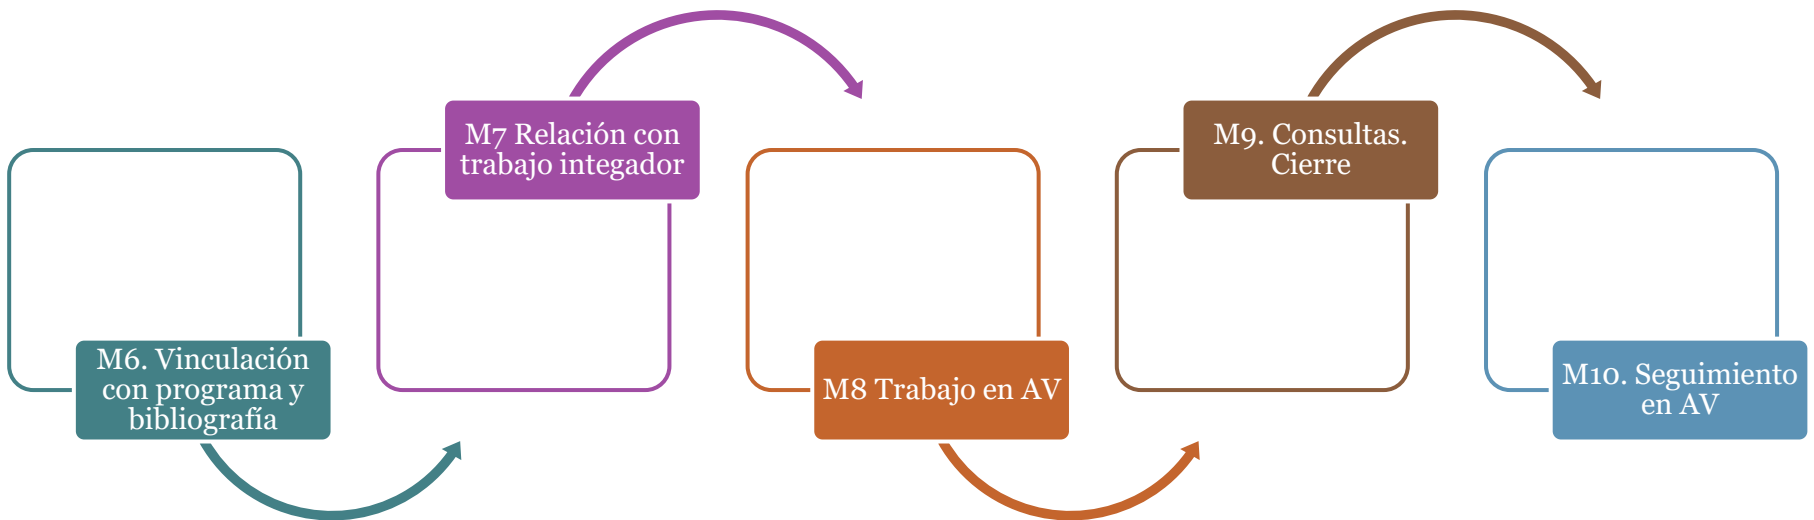 M6. Vinculación
con programa y
bibliografía
M7 Relación con
trabajo integador
M8 Trabajo en AV
M9. Consultas.
Cierre
M10. Seguimiento
en AV